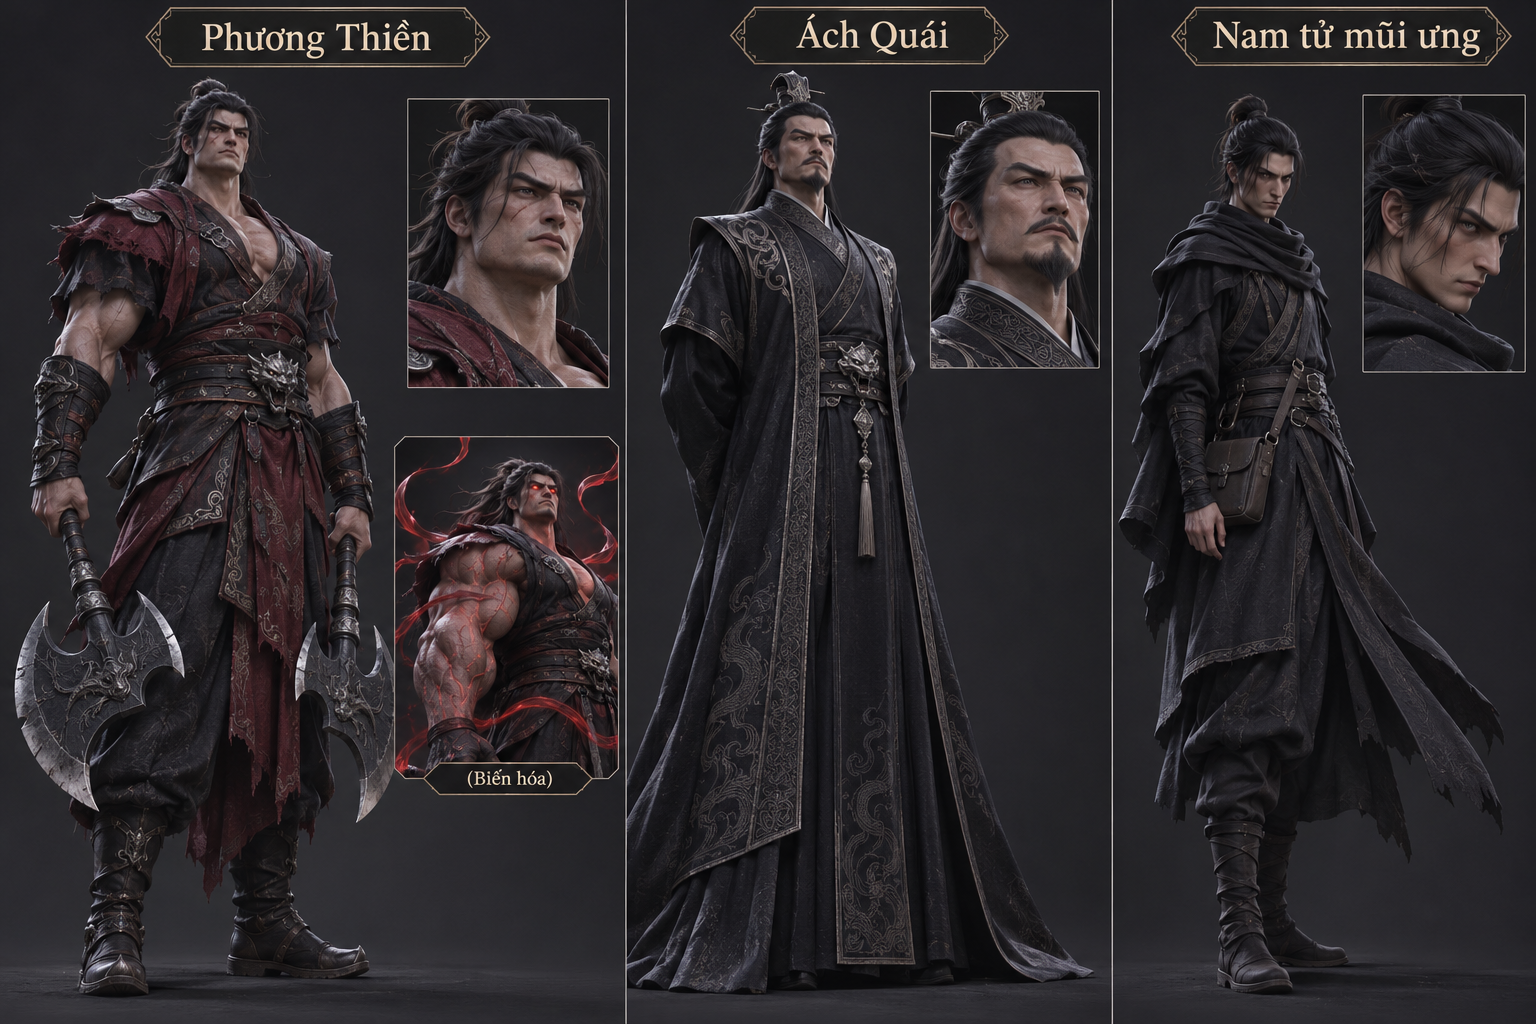 Phương Thiền
Ách Quái
Nam tử mũi ưng
(Biến hóa)